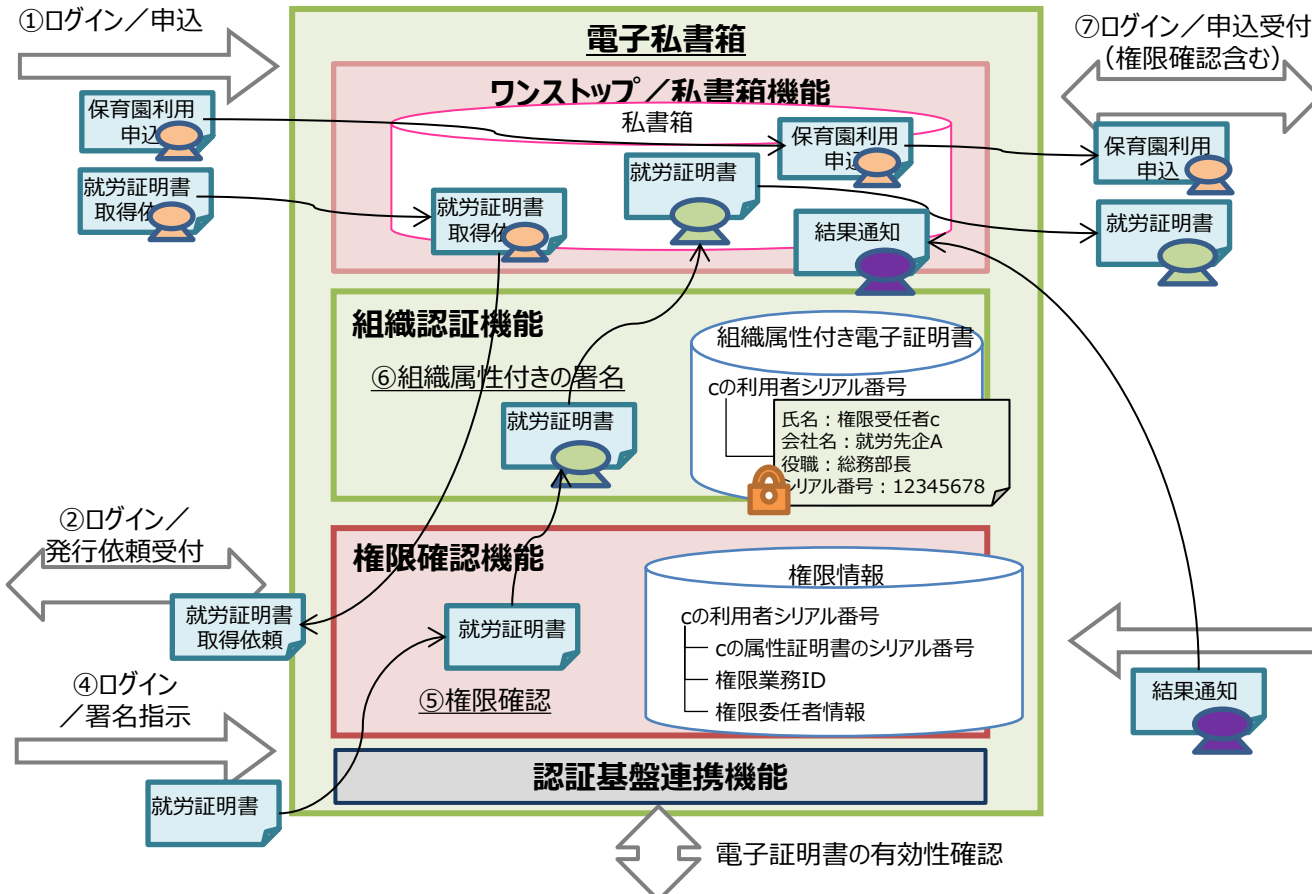 ①ログイン／申込
電子私書箱
⑦ログイン／申込受付
（権限確認含む）
ワンストップ／私書箱機能
私書箱
保育園利用
申込
就労証明書
取得依
保育園利用
申込
就労証明書
就労証明書
取得依
結果通知
保育園利用
申込
就労証明書
組織認証機能
⑥組織属性付きの署名
就労証明書
組織属性付き電子証明書
cの利用者シリアル番号
氏名：権限受任者c
会社名：就労先企A
役職：総務部長
シリアル番号：12345678
②ログイン／
発行依頼受付
就労証明書
取得依頼
権限確認機能
就労証明書
⑤権限確認
権限情報
cの利用者シリアル番号
cの属性証明書のシリアル番号
権限業務ID
権限委任者情報
結果通知
④ログイン
／署名指示
就労証明書
認証基盤連携機能
電子証明書の有効性確認